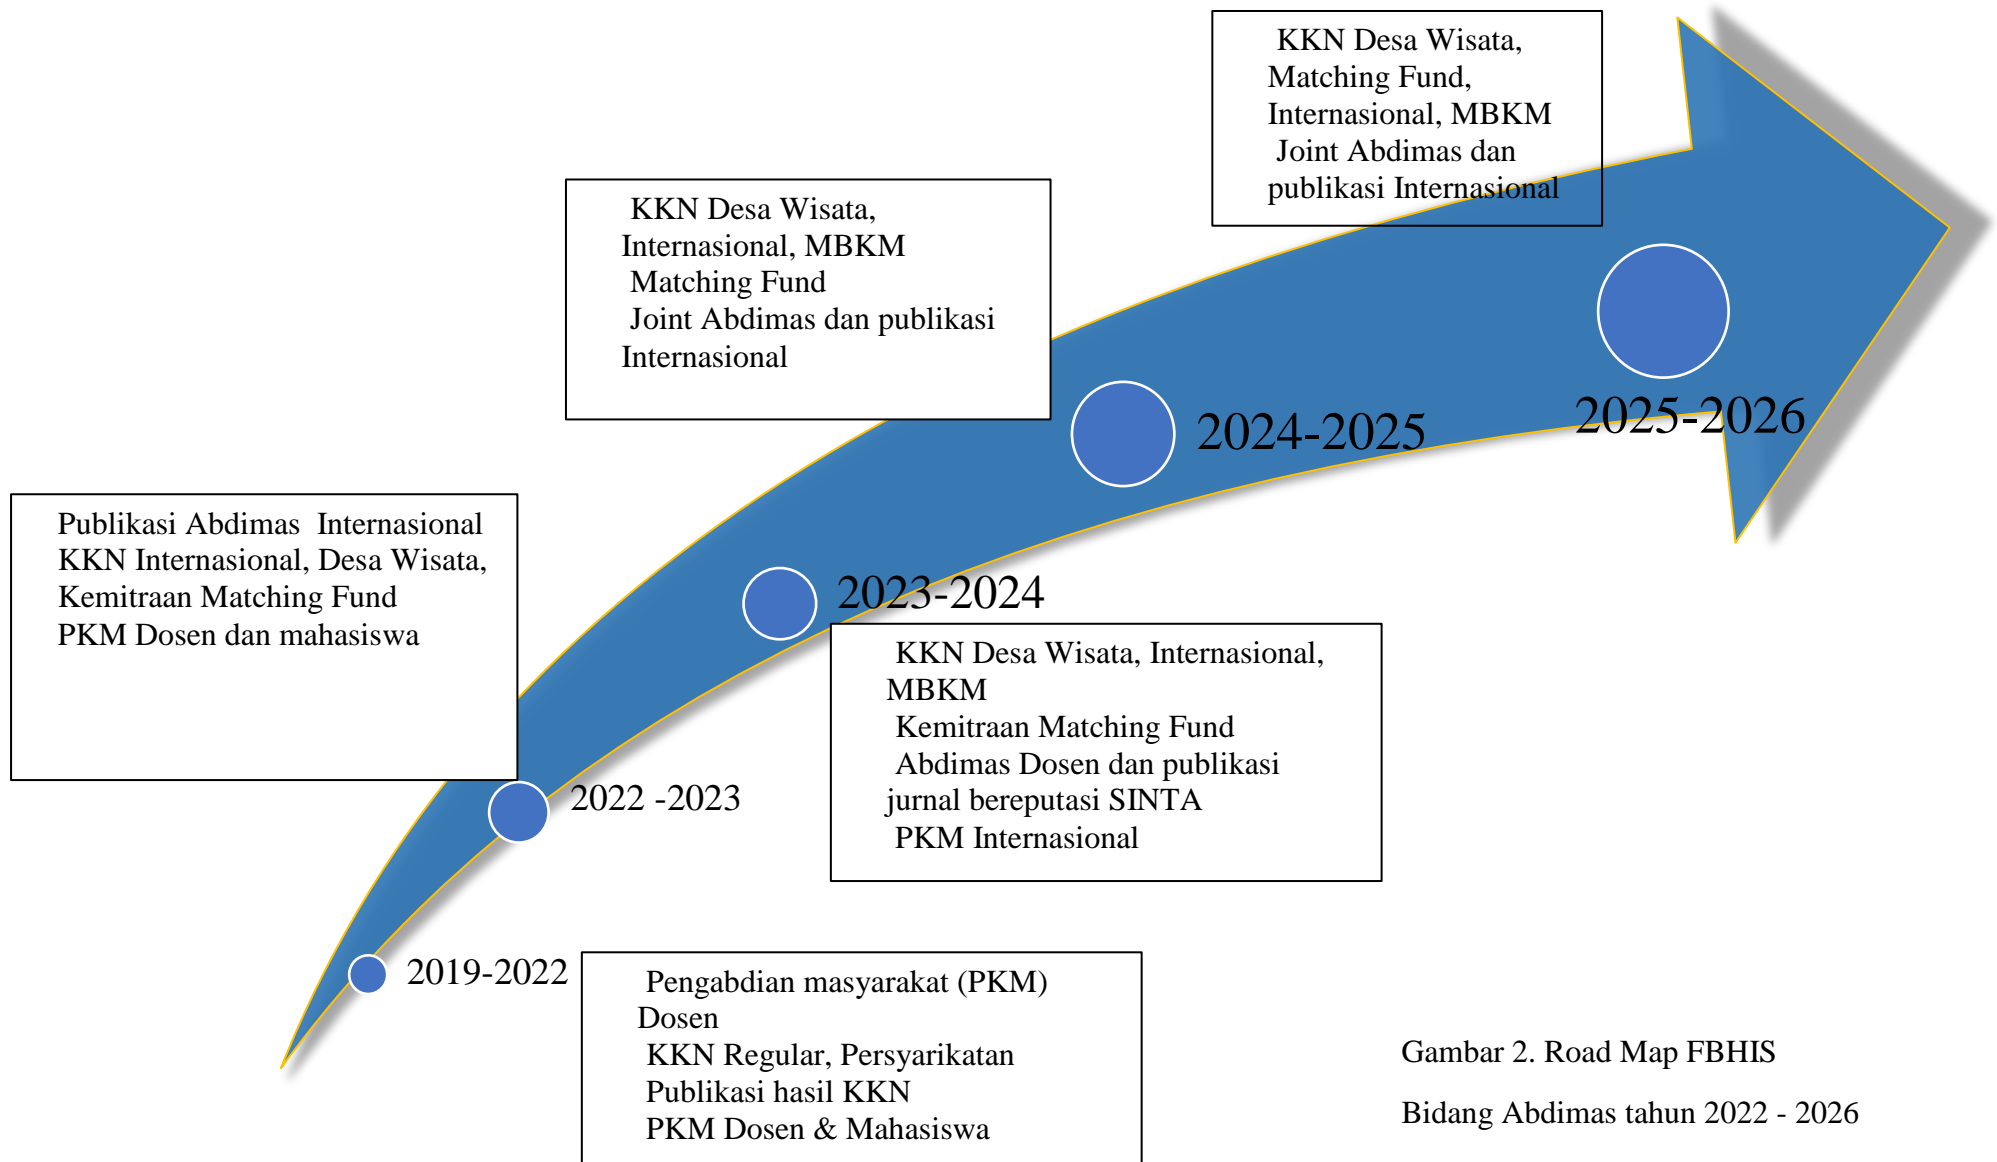 KKN Desa Wisata,
Matching Fund,
Internasional, MBKM
Joint Abdimas dan
publikasi Internasional
KKN Desa Wisata,
Internasional, MBKM
Matching Fund
Joint Abdimas dan publikasi
Internasional
2025-2026
2024-2025
Publikasi Abdimas  Internasional
KKN Internasional, Desa Wisata,
Kemitraan Matching Fund
PKM Dosen dan mahasiswa
2023-2024
KKN Desa Wisata, Internasional,
MBKM
Kemitraan Matching Fund
Abdimas Dosen dan publikasi
jurnal bereputasi SINTA
PKM Internasional
2022 -2023
2019-2022
Pengabdian masyarakat (PKM)
Dosen
KKN Regular, Persyarikatan
Publikasi hasil KKN
PKM Dosen & Mahasiswa
Gambar 2. Road Map FBHIS
Bidang Abdimas tahun 2022 - 2026